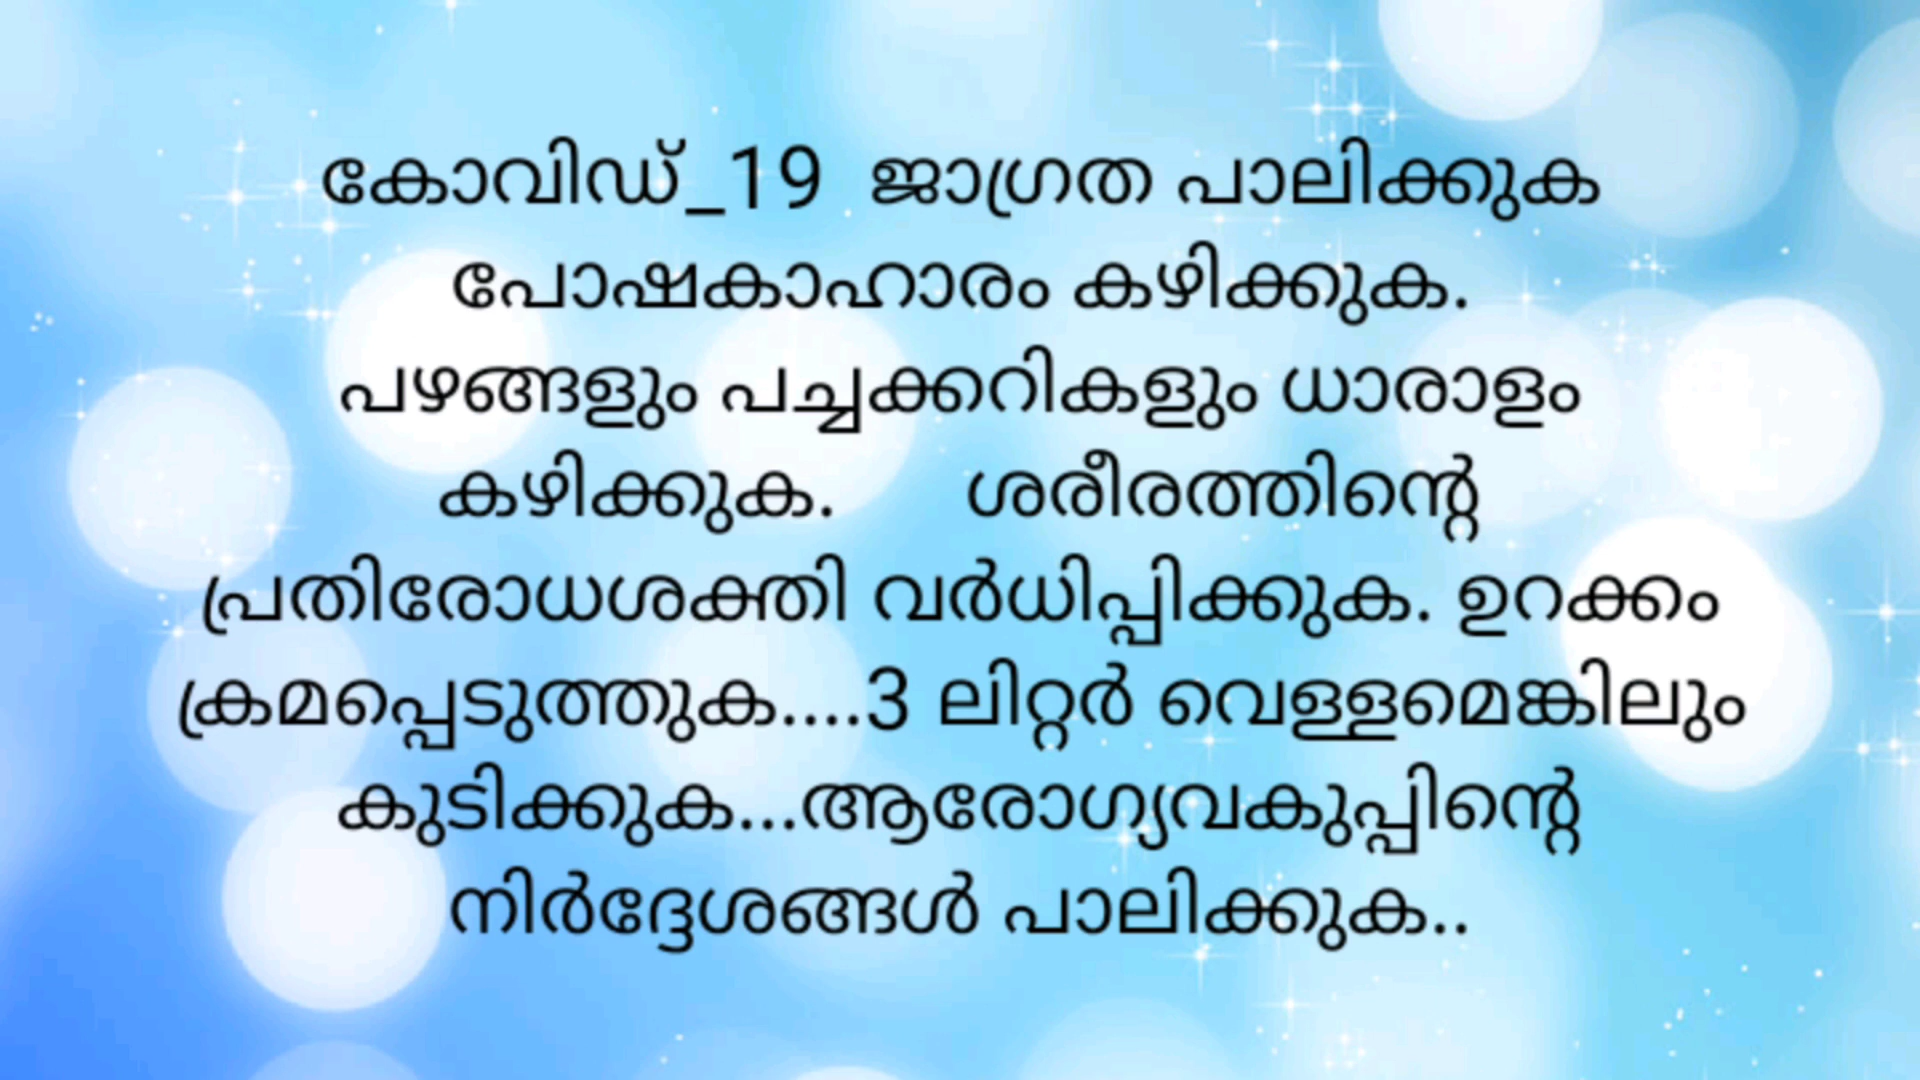 കോവിഡ്_19 ജാഗ്രത പാലിക്കുക
പോഷകാഹാരം കഴിക്കുക.
പഴങ്ങളും പച്ചക്കറികളും ധാരാളം
കഴിക്കുക. ശരീരത്തിന്റെ
പ്രതിരോധശക്തി വർധിപ്പിക്കുക. ഉറക്കം
ക്രമപ്പെടുത്തുക....3 ലിറ്റർ വെള്ളമെങ്കിലും
കുടിക്കുക...ആരോഗ്യവകുപ്പിന്റെ
നിർദ്ദേശങ്ങൾ പാലിക്കുക..